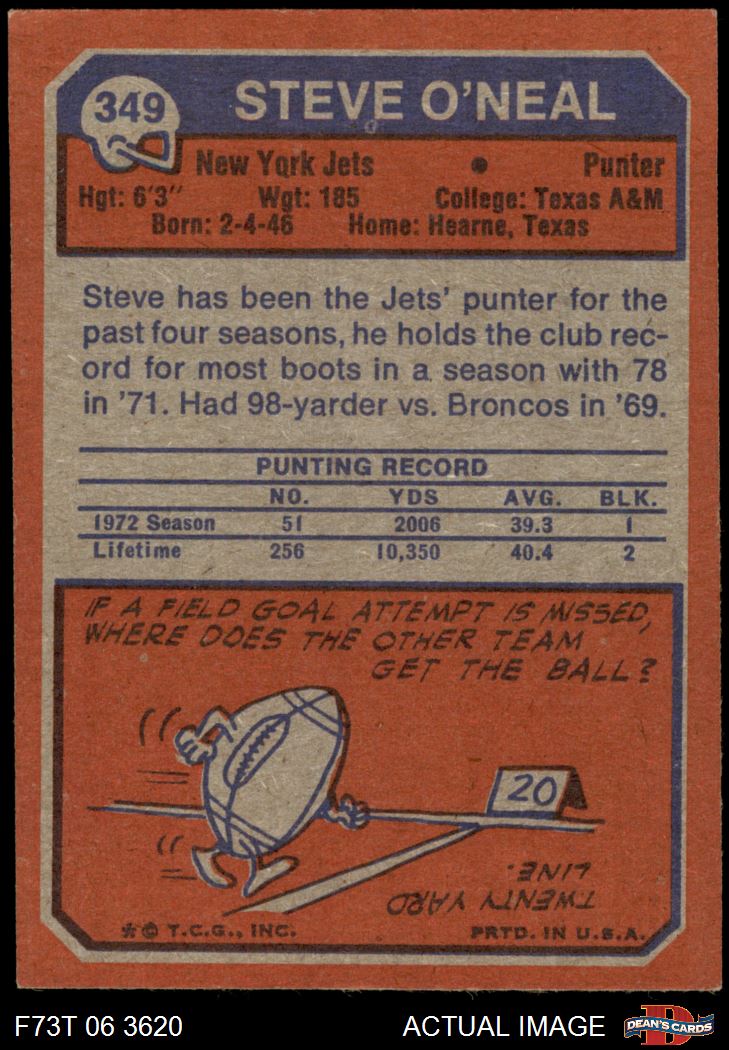 349
STEVE O'NEAL
New York Jets • Punter
Hgt: 6'3" Wgt: 185 College: Texas A&M
Born: 2-4-46 Home: Hearne, Texas
Steve has been the Jets' punter for the
past four seasons, he holds the club rec-
ord for most boots in a season with 78
in '71. Had 98-yarder vs. Broncos in '69.
PUNTING RECORD
NO. YDS AVG. BLK.
1972 Season 51 2006 39.3 1
Lifetime 256 10,350 40.4 2
IF A FIELD GOAL ATTEMPT IS MISSED,
WHERE DOES THE OTHER TEAM
GET THE BALL?
20
TWENTY YARD
LINE.
*© T.C.G., INC. PRTD. IN U.S.A.
F73T 06 3620 ACTUAL IMAGE
D
DEAN'S CARDS